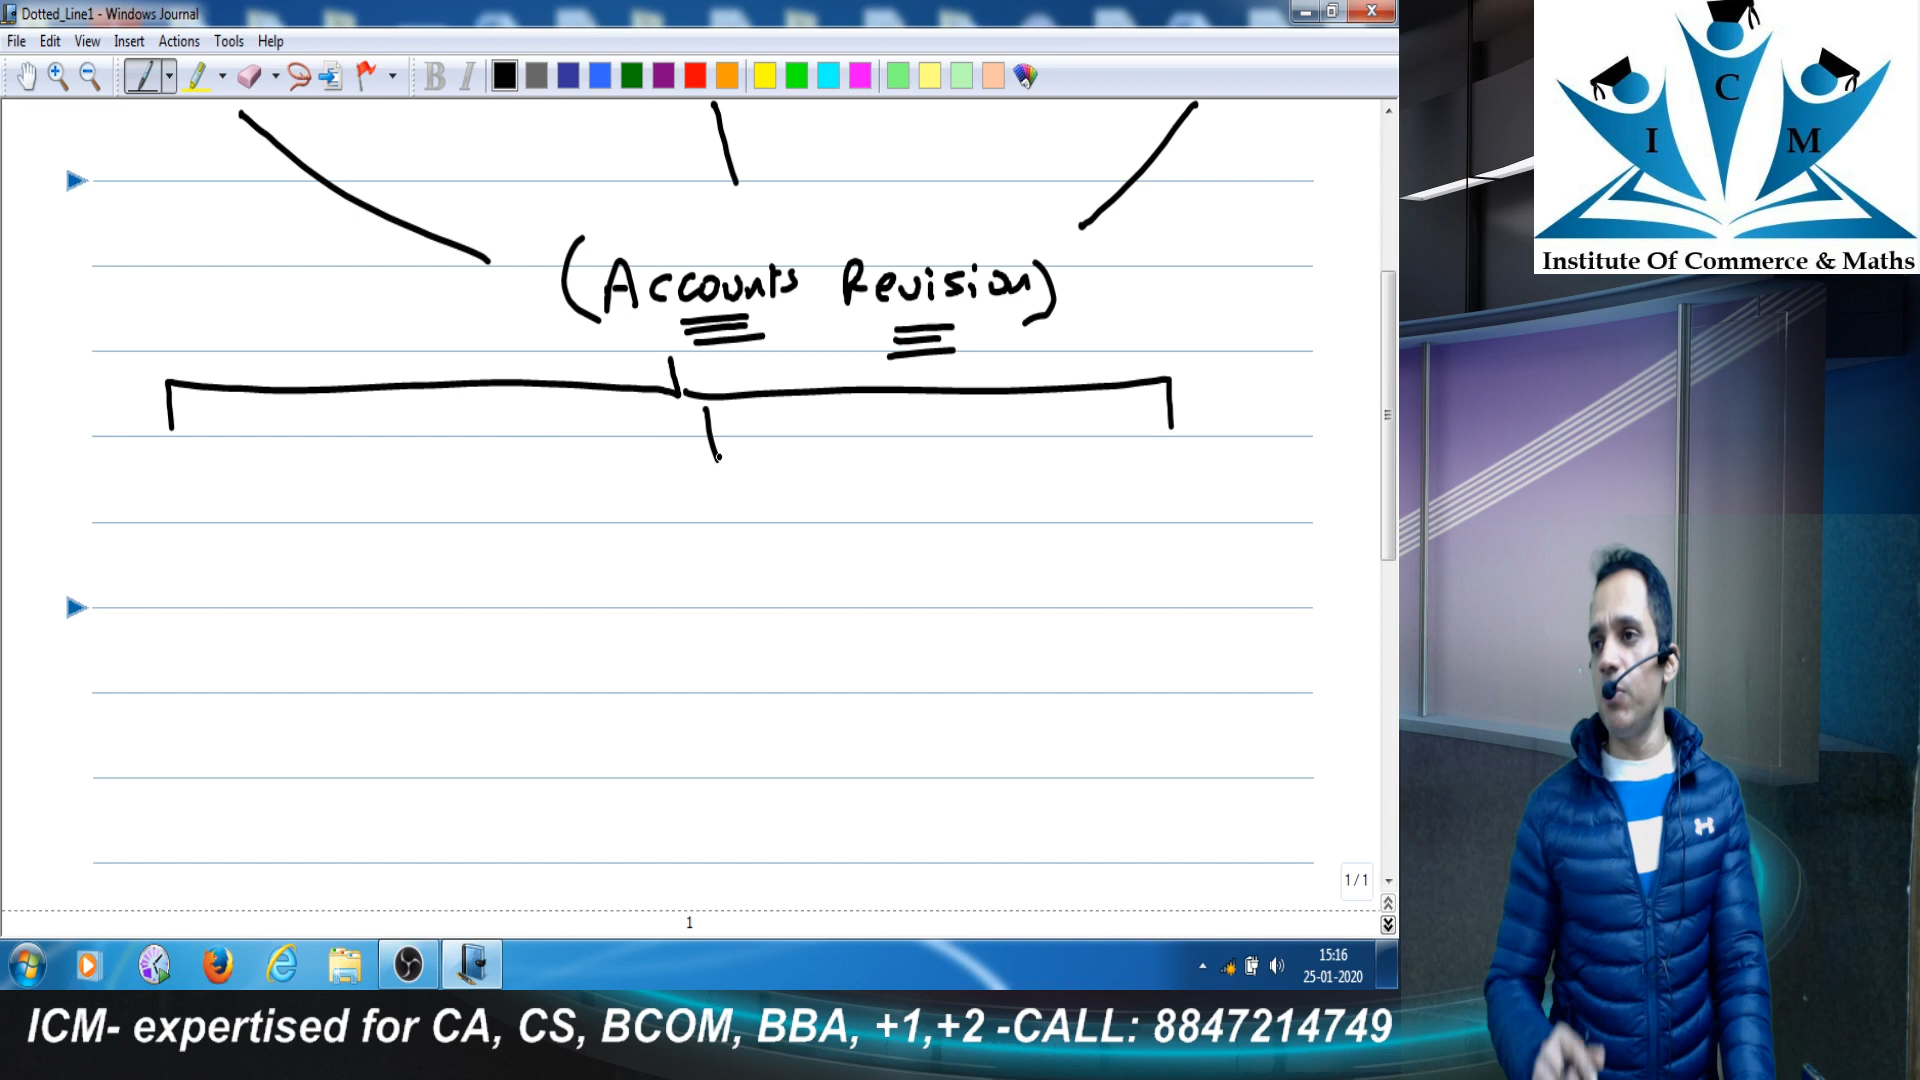 Dotted_Line1 - Windows Journal
File Edit View Insert Actions Tools Help
B I
I C M
Institute Of Commerce & Maths
(Accounts Revision)
1 / 1
1
15:16
25-01-2020
ICM- expertised for CA, CS, BCOM, BBA, +1,+2 -CALL: 8847214749